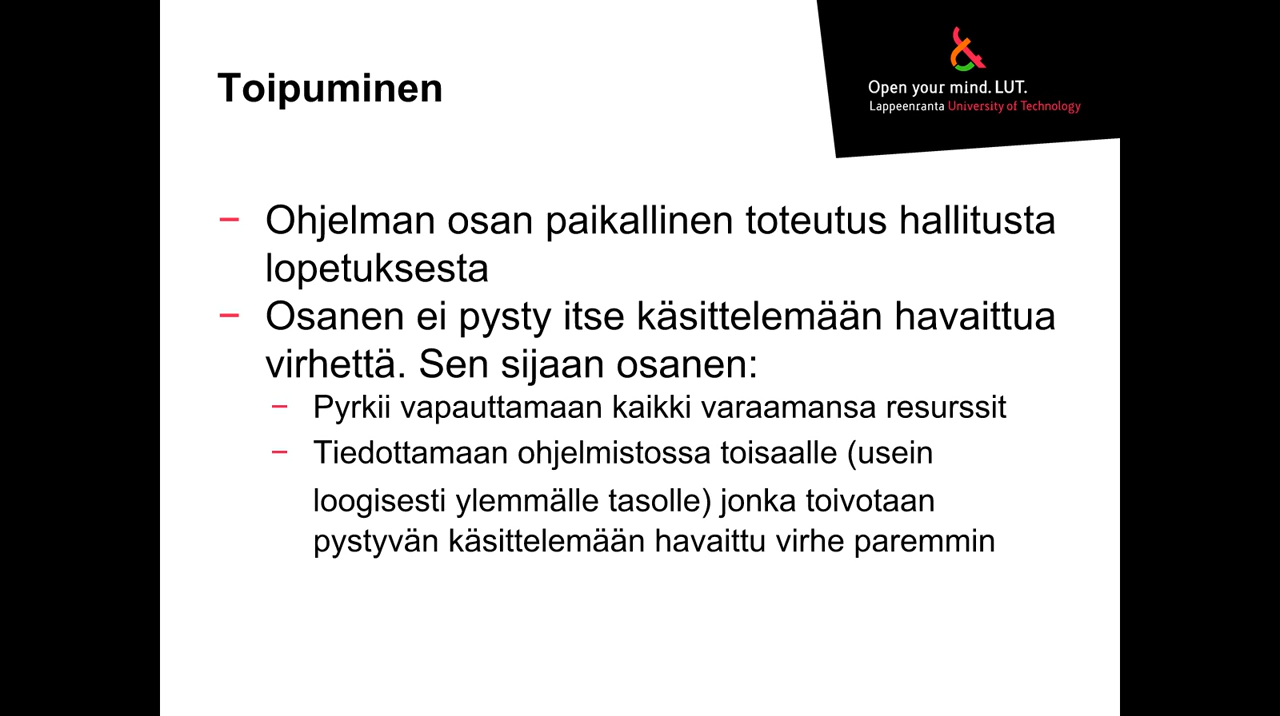 Toipuminen
Open your mind. LUT.
Lappeenranta University of Technology
– Ohjelman osan paikallinen toteutus hallitusta
lopetuksesta
– Osanen ei pysty itse käsittelemään havaittua
virhettä. Sen sijaan osanen:
– Pyrkii vapauttamaan kaikki varaamansa resurssit
– Tiedottamaan ohjelmistossa toisaalle (usein
loogisesti ylemmälle tasolle) jonka toivotaan
pystyvän käsittelemään havaittu virhe paremmin